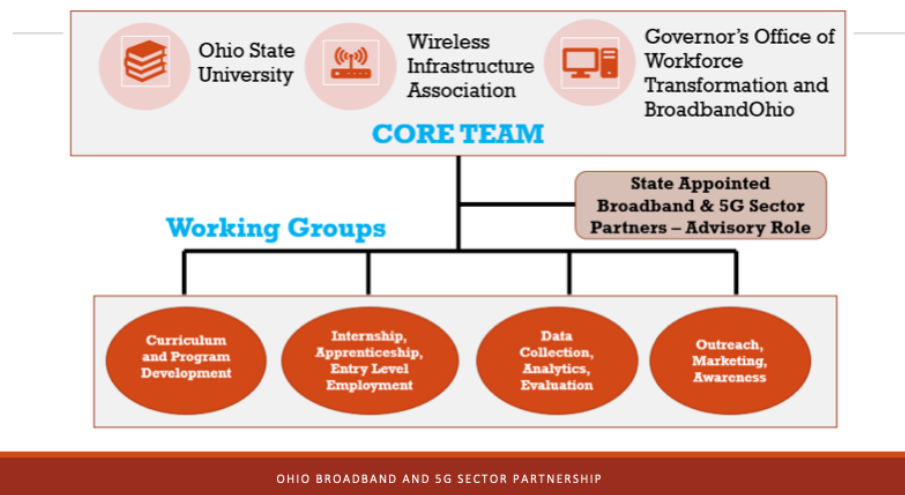 Ohio State
University
Wireless
Infrastructure
Association
Governor's Office of
Workforce
Transformation and
BroadbandOhio
CORE TEAM
State Appointed
Broadband & 5G Sector
Partners – Advisory Role
Working Groups
Curriculum
and Program
Development
Internship,
Apprenticeship,
Entry Level
Employment
Data
Collection,
Analytics,
Evaluation
Outreach,
Marketing,
Awareness
OHIO BROADBAND AND 5G SECTOR PARTNERSHIP